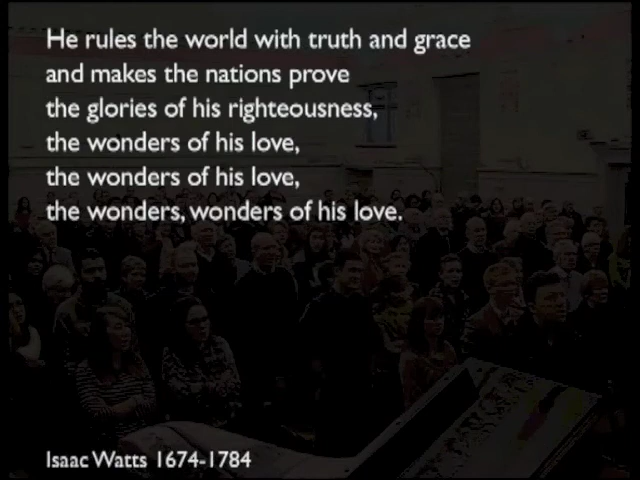 He rules the world with truth and grace
and makes the nations prove
the glories of his righteousness,
the wonders of his love,
the wonders of his love,
the wonders, wonders of his love.
Isaac Watts 1674-1784